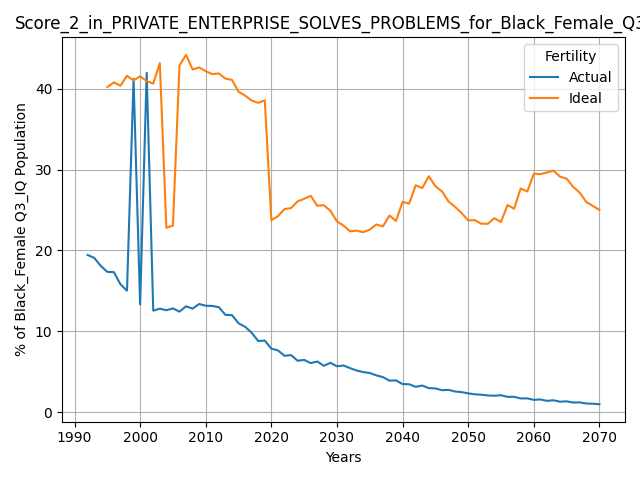 Score_2_in_PRIVATE_ENTERPRISE_SOLVES_PROBLEMS_for_Black_Female_Q3
Fertility
Actual
Ideal
% of Black_Female Q3_IQ Population
40
30
20
10
0
1990 2000 2010 2020 2030 2040 2050 2060 2070
Years